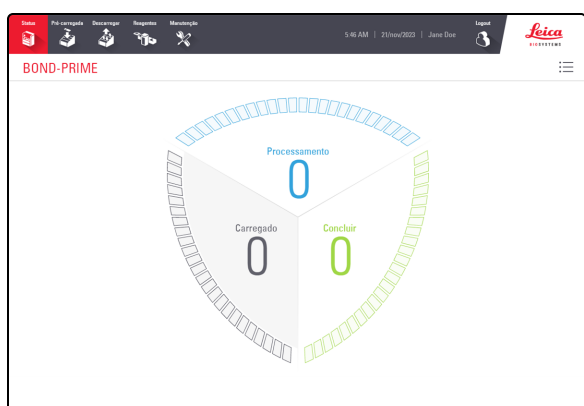 Status Pré-carregada Descarregar Reagentes Manutenção
5:46 AM | 21/nov/2023 | Jane Doe
Logout
Leica
BIOSYSTEMS
BOND-PRIME
Processamento
0
Carregado
0
Concluir
0